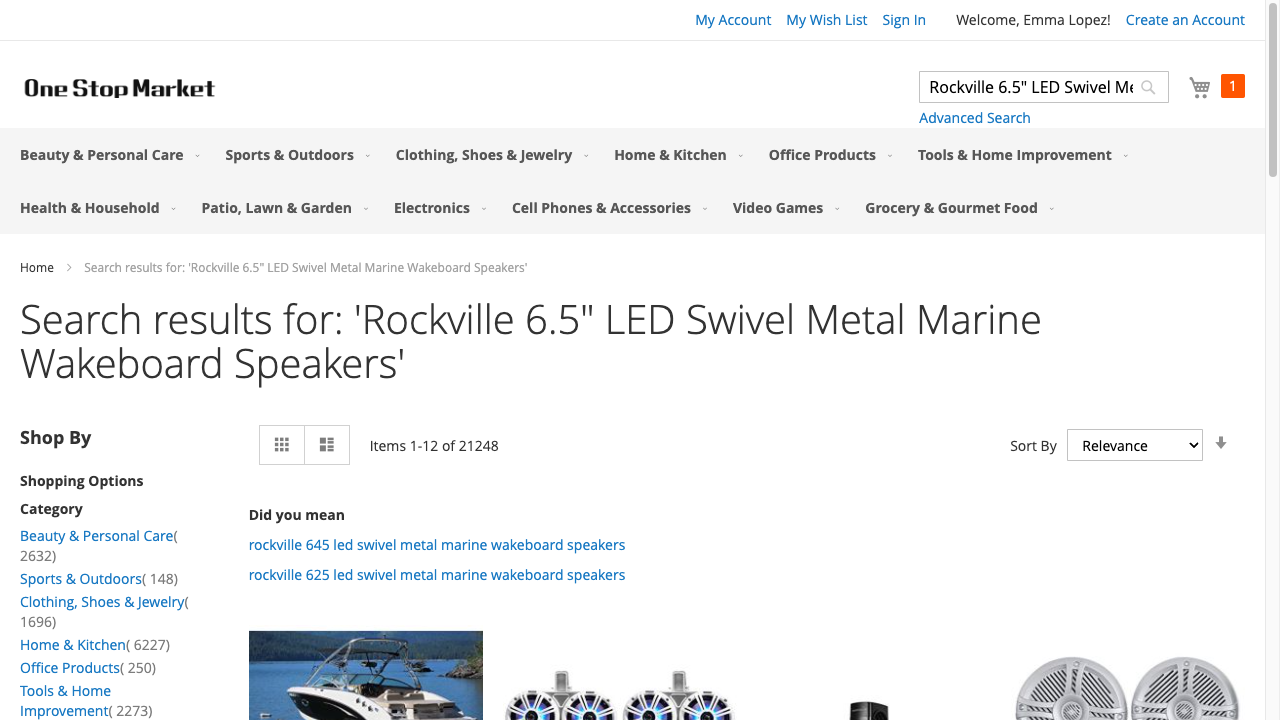 My Account My Wish List Sign In Welcome, Emma Lopez! Create an Account
One Stop Market
Rockville 6.5" LED Swivel Me
1
Advanced Search
Beauty & Personal Care Sports & Outdoors Clothing, Shoes & Jewelry Home & Kitchen Office Products Tools & Home Improvement
Health & Household Patio, Lawn & Garden Electronics Cell Phones & Accessories Video Games Grocery & Gourmet Food
Home Search results for: 'Rockville 6.5" LED Swivel Metal Marine Wakeboard Speakers'
Search results for: 'Rockville 6.5" LED Swivel Metal Marine
Wakeboard Speakers'
Shop By
Items 1-12 of 21248
Sort By Relevance
Shopping Options
Category
Beauty & Personal Care( 
2632)
Sports & Outdoors( 148)
Clothing, Shoes & Jewelry( 
1696)
Home & Kitchen( 6227)
Office Products( 250)
Tools & Home
Improvement( 2273)
Did you mean
rockville 645 led swivel metal marine wakeboard speakers
rockville 625 led swivel metal marine wakeboard speakers